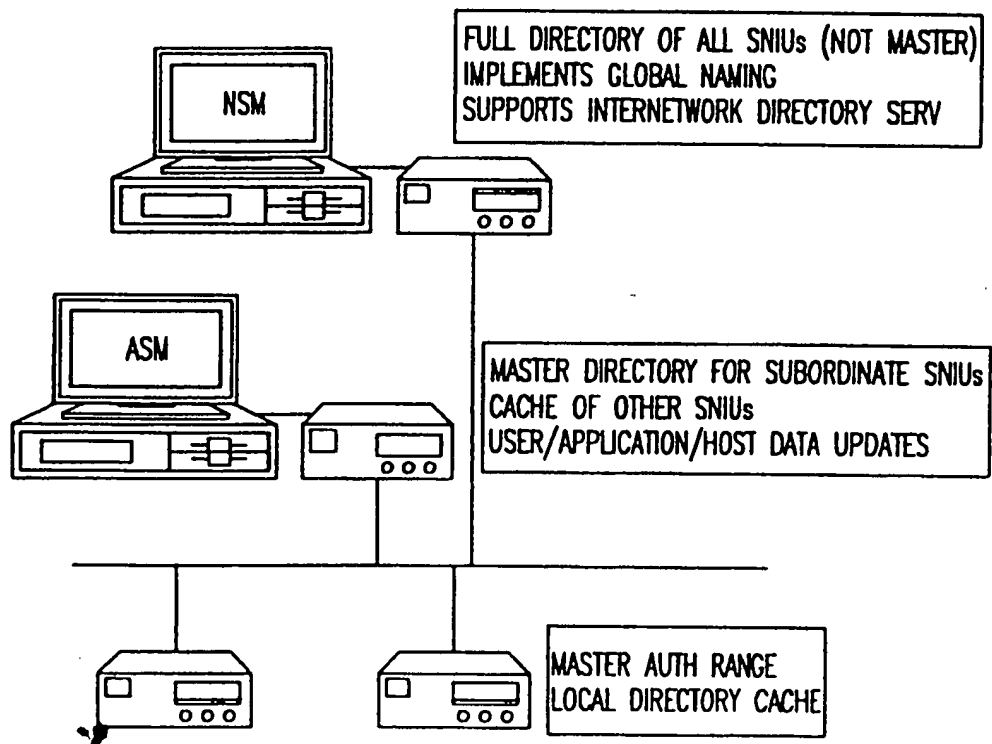 NSM
FULL DIRECTORY OF ALL SNIUs (NOT MASTER)
IMPLEMENTS GLOBAL NAMING
SUPPORTS INTERNETWORK DIRECTORY SERV
ASM
MASTER DIRECTORY FOR SUBORDINATE SNIUs
CACHE OF OTHER SNIUs
USER/APPLICATION/HOST DATA UPDATES
MASTER AUTH RANGE
LOCAL DIRECTORY CACHE